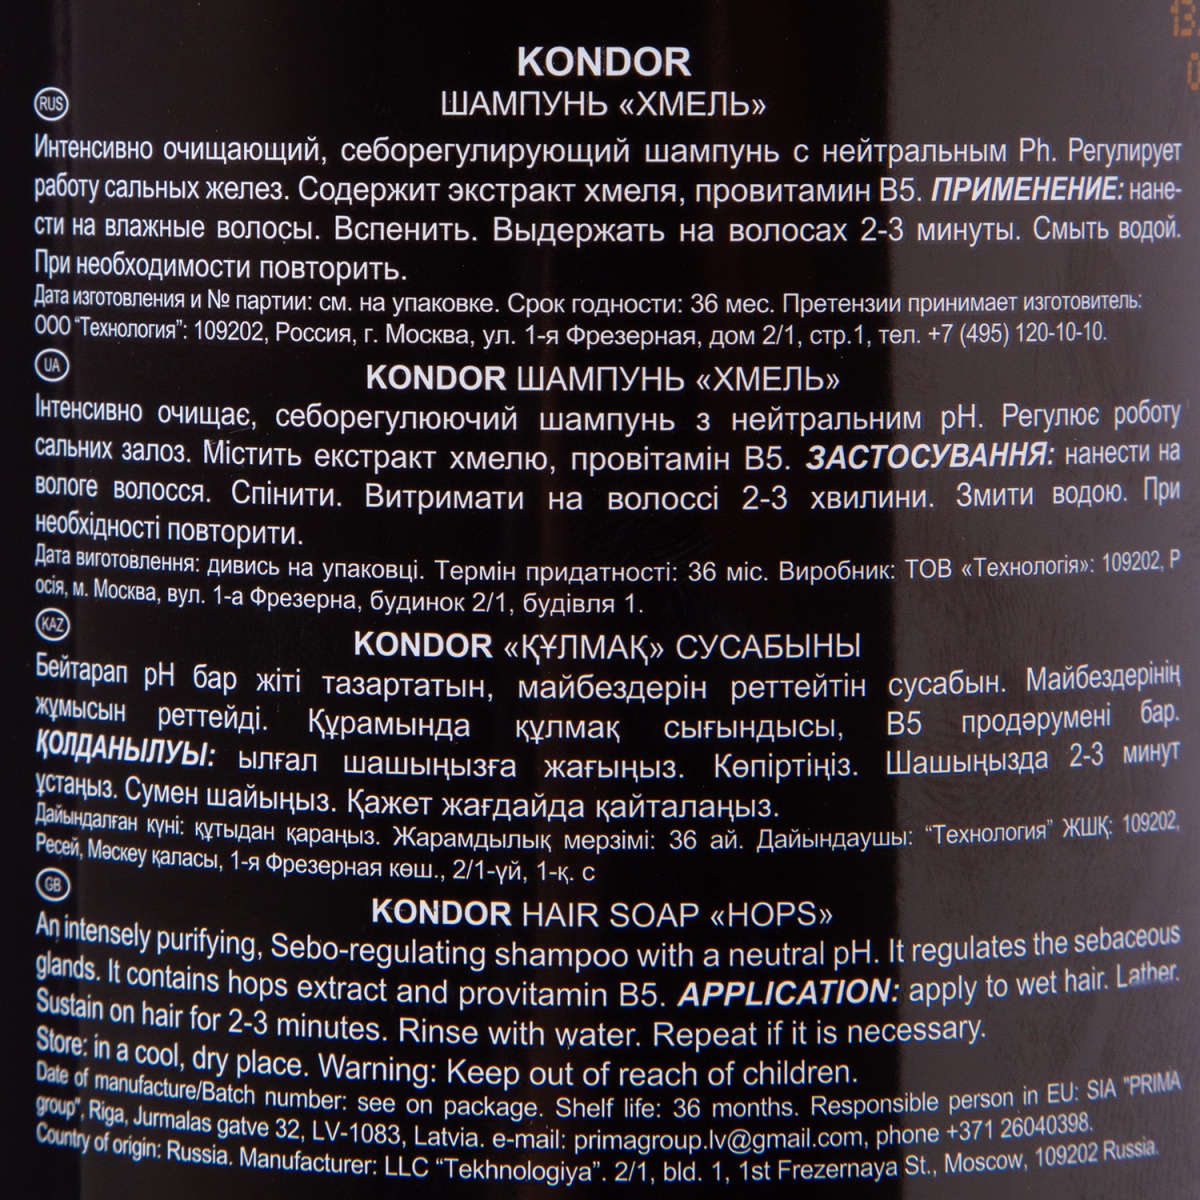 KONDOR
ШАМПУНЬ «ХМЕЛЬ»
RUS
Интенсивно очищающий, себорегулирующий шампунь с нейтральным Ph. Регулирует
работу сальных желез. Содержит экстракт хмеля, провитамин В5. ПРИМЕНЕНИЕ: нане-
сти на влажные волосы. Вспенить. Выдержать на волосах 2-3 минуты. Смыть водой.
При необходимости повторить.
Дата изготовления и № партии: см. на упаковке. Срок годности: 36 мес. Претензии принимает изготовитель:
ООО "Технология": 109202, Россия, г. Москва, ул. 1-я Фрезерная, дом 2/1, стр.1, тел. +7 (495) 120-10-10.
UA
KONDOR ШАМПУНЬ «ХМЕЛЬ»
Інтенсивно очищає, себорегулюючий шампунь з нейтральним pH. Регулює роботу
сальних залоз. Містить екстракт хмелю, провітамін В5. ЗАСТОСУВАННЯ: нанести на
вологе волосся. Спінити. Витримати на волоссі 2-3 хвилини. Змити водою. При
необхідності повторити.
Дата виготовлення: дивись на упаковці. Термін придатності: 36 міс. Виробник: ТОВ «Технологія»: 109202, Р
осія, м. Москва, вул. 1-а Фрезерна, будинок 2/1, будівля 1.
KAZ
KONDOR «ҚҰЛМАҚ» СУСАБЫНЫ
Бейтарап pH бар жіті тазартатын, майбездерін реттейтін сусабын. Майбездерінің
жұмысын реттейді. Құрамында құлмақ сығындысы, В5 продәрумені бар.
ҚОЛДАНЫЛУЫ: ылғал шашыңызға жағыңыз. Көпіртіңіз. Шашыңызда 2-3 минут
ұстаңыз. Сумен шайыңыз. Қажет жағдайда қайталаңыз.
Дайындалған күні: құтыдан қараңыз. Жарамдылық мерзімі: 36 ай. Дайындаушы: "Технология" ЖШҚ: 109202,
Ресей, Мәскеу қаласы, 1-я Фрезерная көш., 2/1-үй, 1-қ. с
GB
KONDOR HAIR SOAP «HOPS»
An intensely purifying, Sebo-regulating shampoo with a neutral pH. It regulates the sebaceous
glands. It contains hops extract and provitamin B5. APPLICATION: apply to wet hair. Lather.
Sustain on hair for 2-3 minutes. Rinse with water. Repeat if it is necessary.
Store: in a cool, dry place. Warning: Keep out of reach of children.
Date of manufacture/Batch number: see on package. Shelf life: 36 months. Responsible person in EU: SIA "PRIMA
group", Riga, Jurmalas gatve 32, LV-1083, Latvia. e-mail: primagroup.lv@gmail.com, phone +371 26040398.
Country of origin: Russia. Manufacturer: LLC "Tekhnologiya". 2/1, bld. 1, 1st Frezernaya St., Moscow, 109202 Russia.